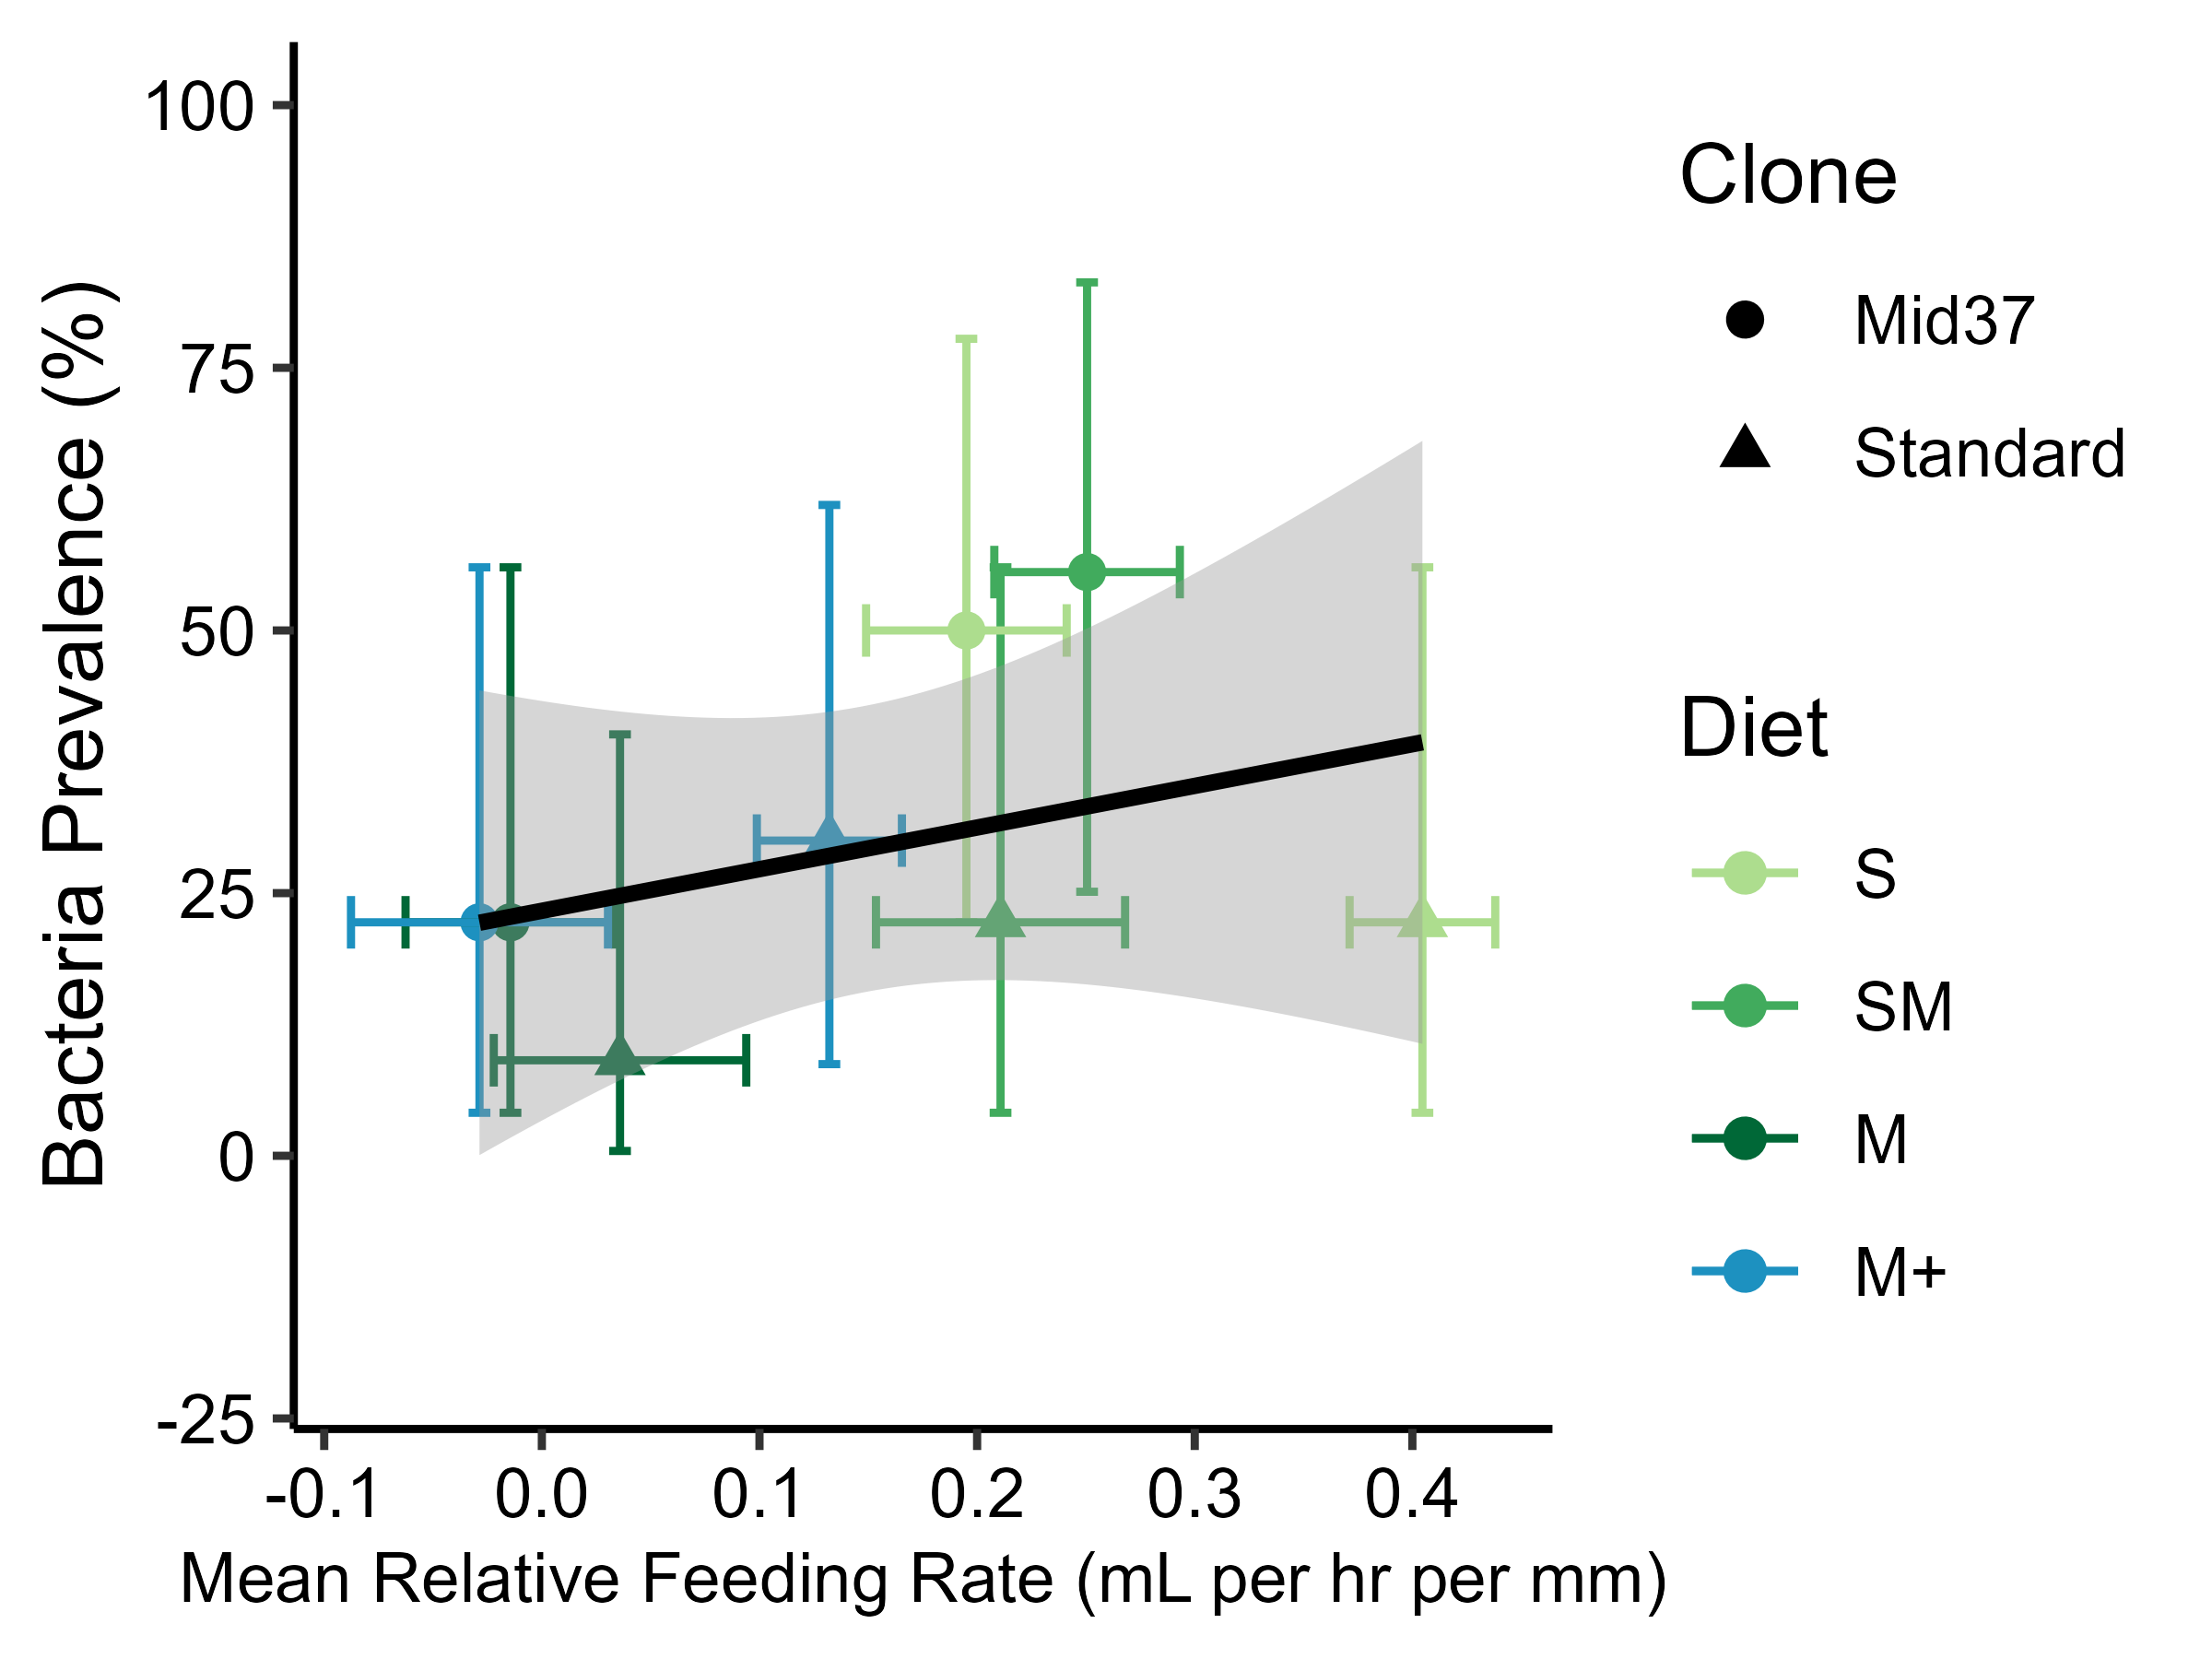 Bacteria Prevalence (%)
100
75
50
25
0
-25
-0.1 0.0 0.1 0.2 0.3 0.4
Mean Relative Feeding Rate (mL per hr per mm)
Clone
Mid37
Standard
Diet
S
SM
M
M+